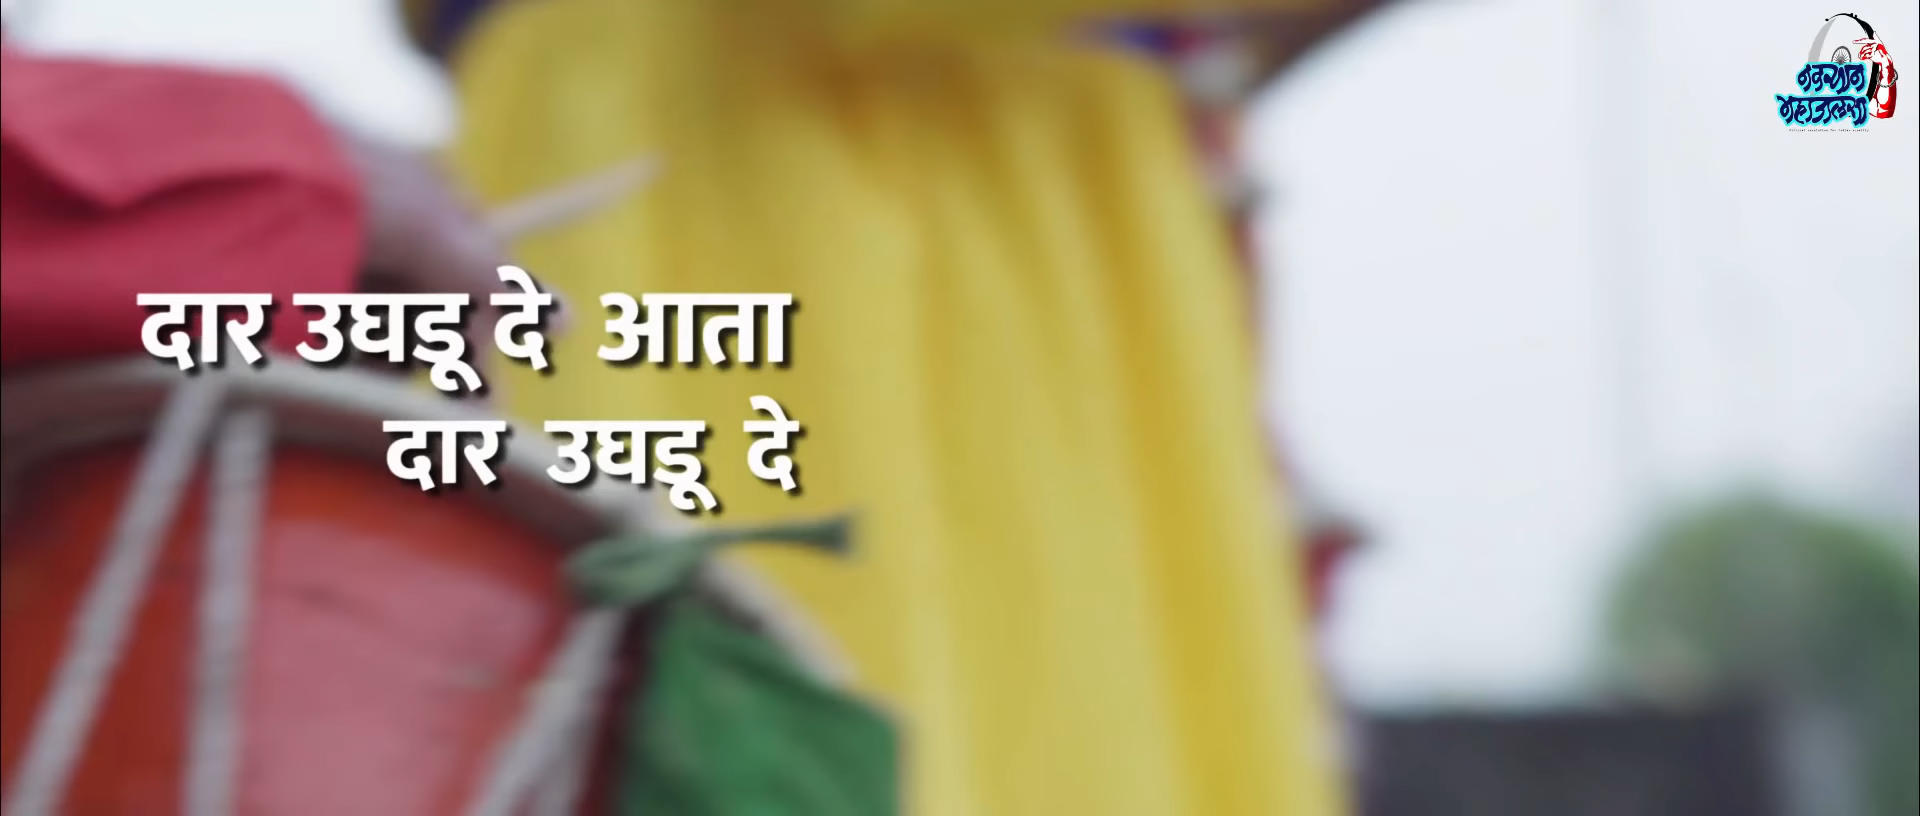 दार उघडू दे आता
दार उघडू दे